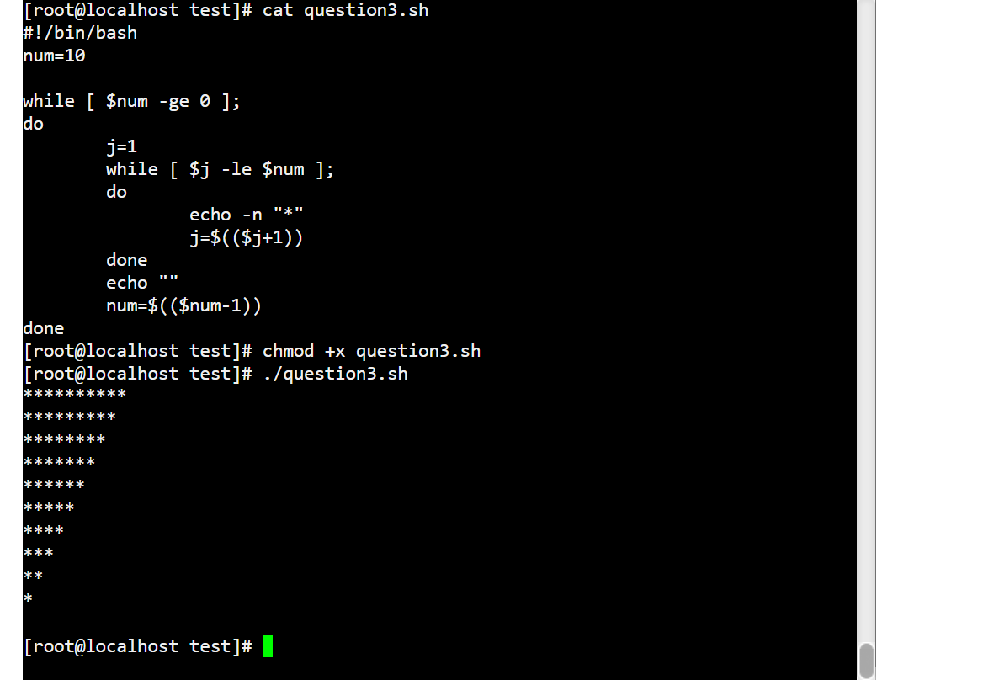 [root@localhost test]# cat question3.sh
#!/bin/bash
num=10

while [ $num -ge 0 ];
do
        j=1
        while [ $j -le $num ];
        do
                echo -n "*"
                j=$(($j+1))
        done
        echo ""
        num=$(($num-1))
done
[root@localhost test]# chmod +x question3.sh
[root@localhost test]# ./question3.sh
**********
*********
********
*******
******
*****
****
***
**
*

[root@localhost test]#